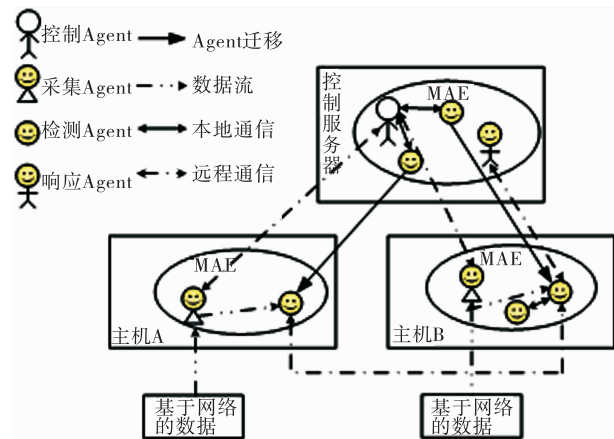 控制Agent
Agent迁移
采集Agent
数据流
检测Agent
本地通信
响应Agent
远程通信
控制服务器
MAE
MAE
主机A
MAE
主机B
基于网络
的数据
基于网络
的数据